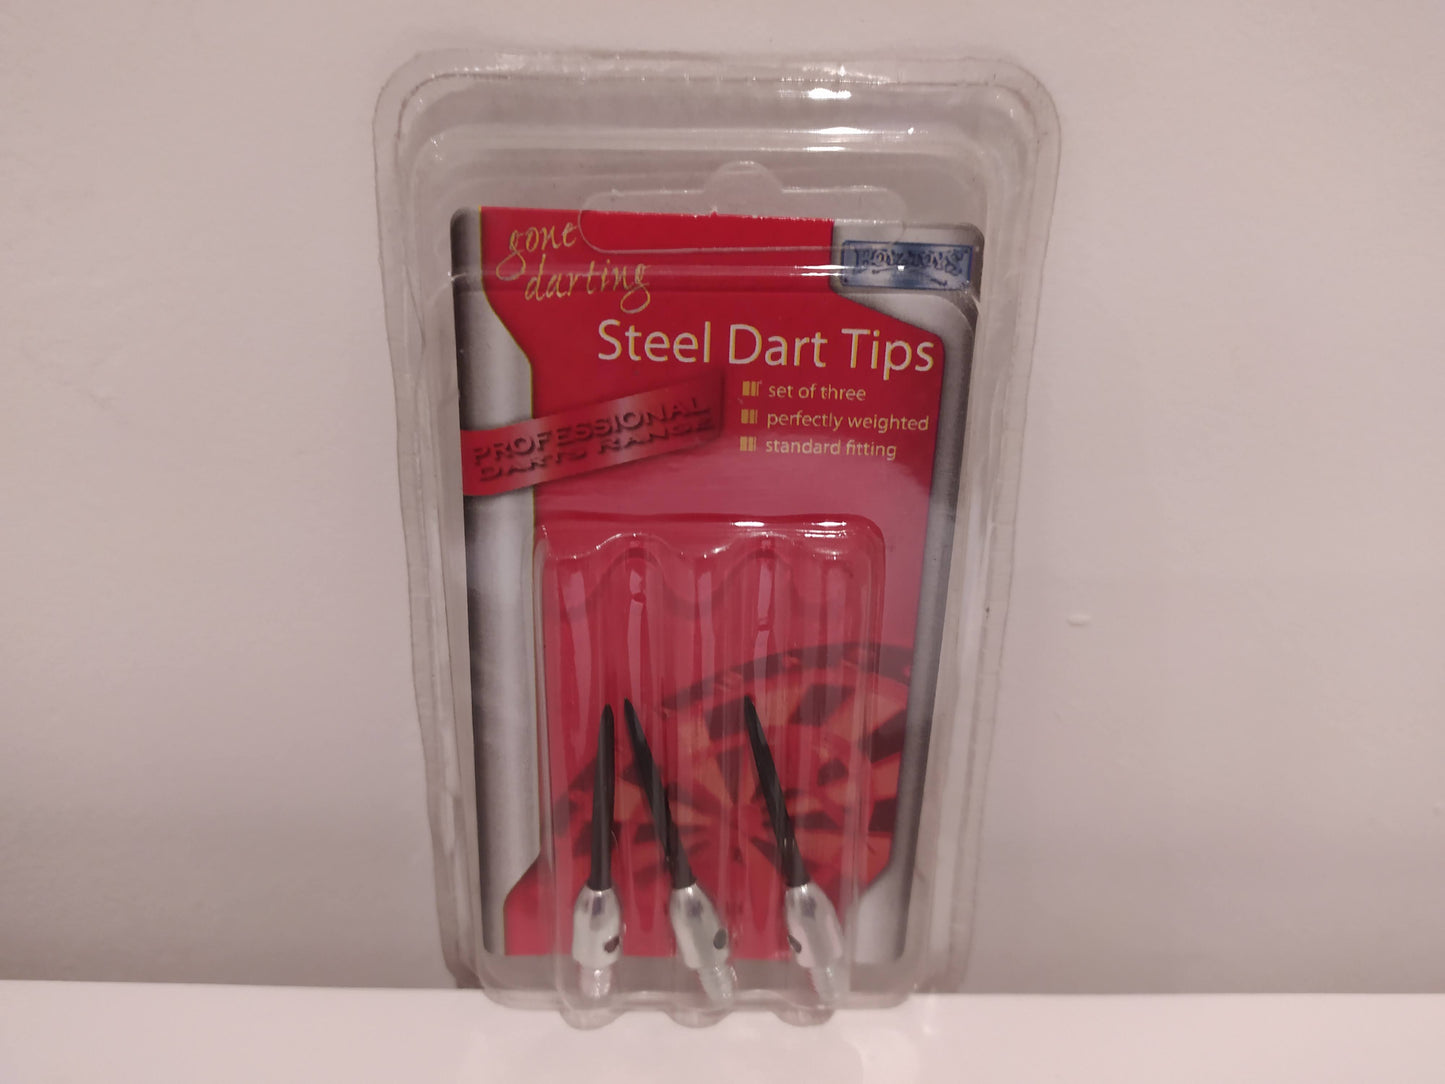 gone
darting
Steel Dart Tips
set of three
perfectly weighted
standard fitting
PROFESSIONAL
DARTS RANGE